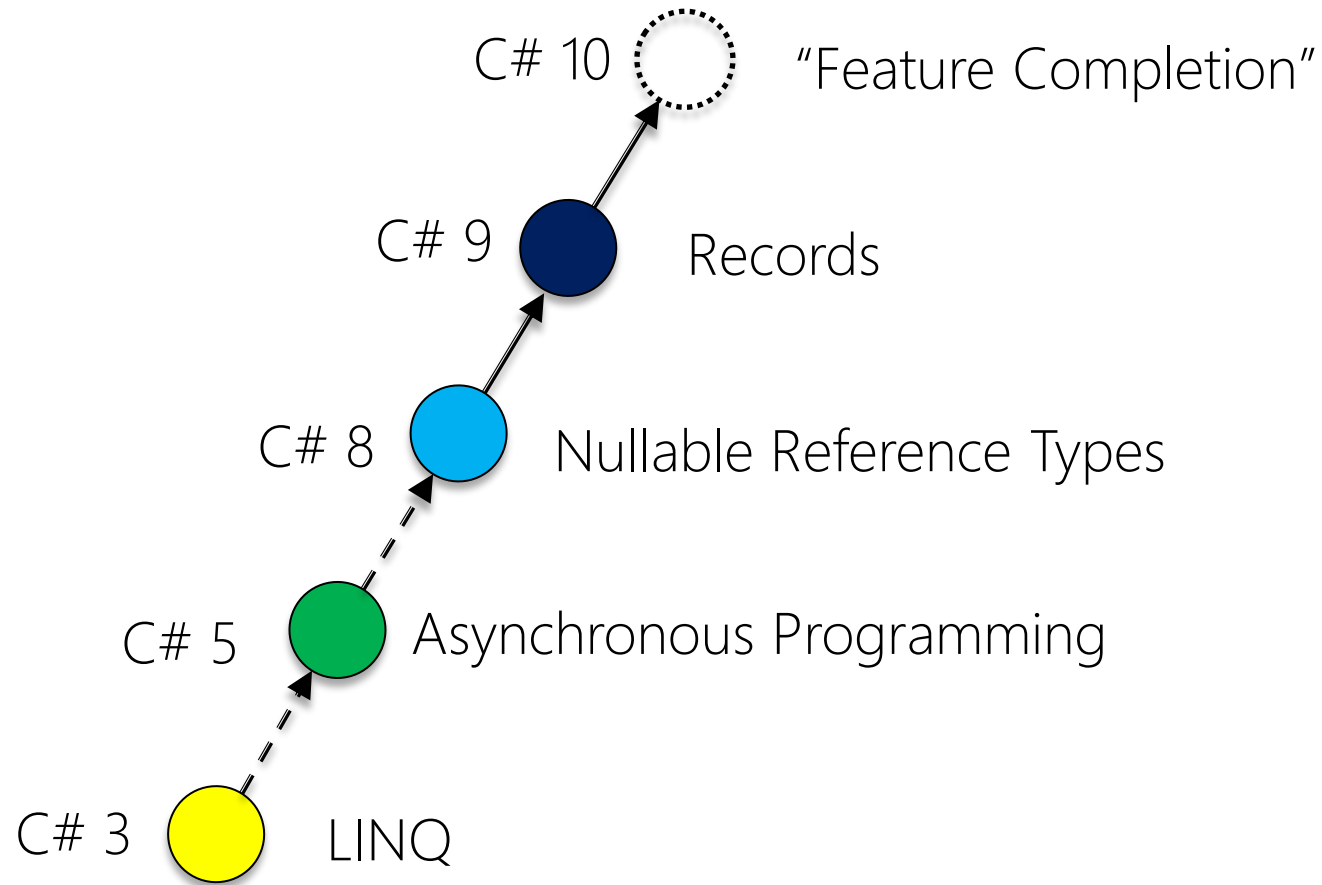 C# 10 “Feature Completion”
C# 9 Records
C# 8 Nullable Reference Types
C# 5 Asynchronous Programming
C# 3 LINQ